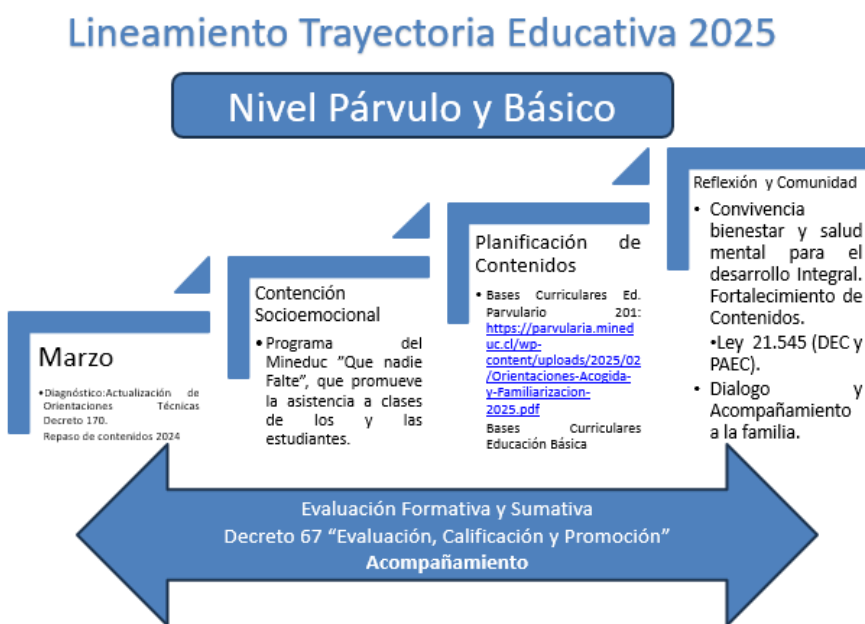 Lineamiento Trayectoria Educativa 2025
Nivel Párvulo y Básico
Marzo
•Diagnóstico:Actualización de
Orientaciones Técnicas
Decreto 170.
Repaso de contenidos 2024
Contención
Socioemocional
• Programa del
Mineduc "Que nadie
Falte", que promueve
la asistencia a clases
de los y las
estudiantes.
Planificación de
Contenidos
• Bases Curriculares Ed.
Parvulario 201:
https://parvularia.mined
uc.cl/wp-
content/uploads/2025/02
/Orientaciones-Acogida-
y-Familiarizacion-
2025.pdf
Bases Curriculares
Educación Básica
Reflexión y Comunidad
• Convivencia
bienestar y salud
mental para el
desarrollo Integral.
Fortalecimiento de
Contenidos.
•Ley 21.545 (DEC y
PAEC).
• Dialogo y
Acompañamiento
a la familia.
Evaluación Formativa y Sumativa
Decreto 67 “Evaluación, Calificación y Promoción”
Acompañamiento